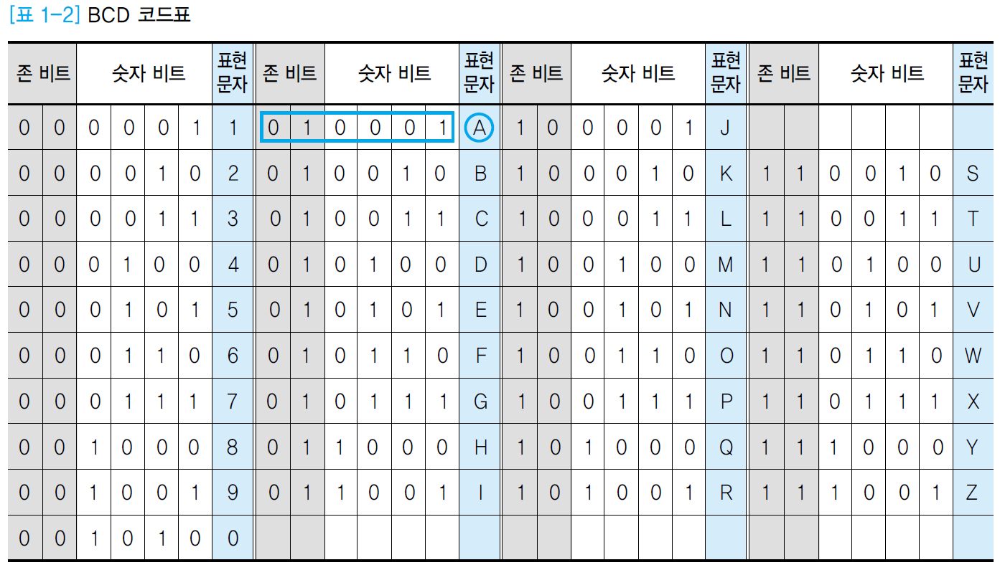 [표 1-2] BCD 코드표
존 비트 숫자 비트 표현 문자 존 비트 숫자 비트 표현 문자 존 비트 숫자 비트 표현 문자 존 비트 숫자 비트 표현 문자
0 0 0 0 0 1 1 0 1 0 0 0 1 A 1 0 0 0 0 1 J
0 0 0 0 1 0 2 0 1 0 0 1 0 B 1 0 0 0 1 0 K 1 1 0 0 1 0 S
0 0 0 0 1 1 3 0 1 0 0 1 1 C 1 0 0 0 1 1 L 1 1 0 0 1 1 T
0 0 0 1 0 0 4 0 1 0 1 0 0 D 1 0 0 1 0 0 M 1 1 0 1 0 0 U
0 0 0 1 0 1 5 0 1 0 1 0 1 E 1 0 0 1 0 1 N 1 1 0 1 0 1 V
0 0 0 1 1 0 6 0 1 0 1 1 0 F 1 0 0 1 1 0 O 1 1 0 1 1 0 W
0 0 0 1 1 1 7 0 1 0 1 1 1 G 1 0 0 1 1 1 P 1 1 0 1 1 1 X
0 0 1 0 0 0 8 0 1 1 0 0 0 H 1 0 1 0 0 0 Q 1 1 1 0 0 0 Y
0 0 1 0 0 1 9 0 1 1 0 0 1 I 1 0 1 0 0 1 R 1 1 1 0 0 1 Z
0 0 1 0 1 0 0